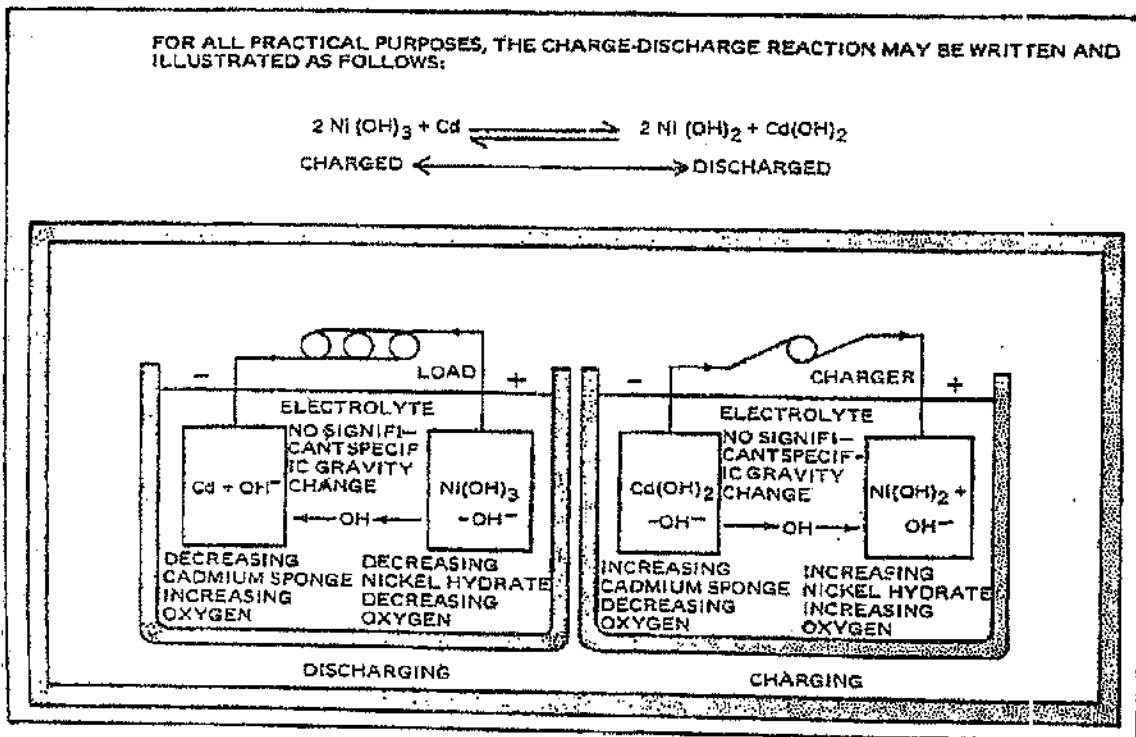 FOR ALL PRACTICAL PURPOSES, THE CHARGE-DISCHARGE REACTION MAY BE WRITTEN AND
ILLUSTRATED AS FOLLOWS:
2 Ni (OH)₃ + Cd ⇌ 2 Ni (OH)₂ + Cd(OH)₂
CHARGED ↔ DISCHARGED
LOAD
− +
ELECTROLYTE
NO SIGNIFI-
CANTSPECIF
IC GRAVITY
CHANGE
Cd + OH⁻
Ni(OH)₃
-OH⁻
←OH←
DECREASING
CADMIUM SPONGE
INCREASING
OXYGEN
DECREASING
NICKEL HYDRATE
DECREASING
OXYGEN
DISCHARGING
CHARGER
− +
ELECTROLYTE
NO SIGNIFI-
CANTSPECIF-
IC GRAVITY
CHANGE
Cd(OH)₂
-OH⁻
→OH→
Ni(OH)₂ +
OH⁻
INCREASING
CADMIUM SPONGE
DECREASING
OXYGEN
INCREASING
NICKEL HYDRATE
INCREASING
OXYGEN
CHARGING